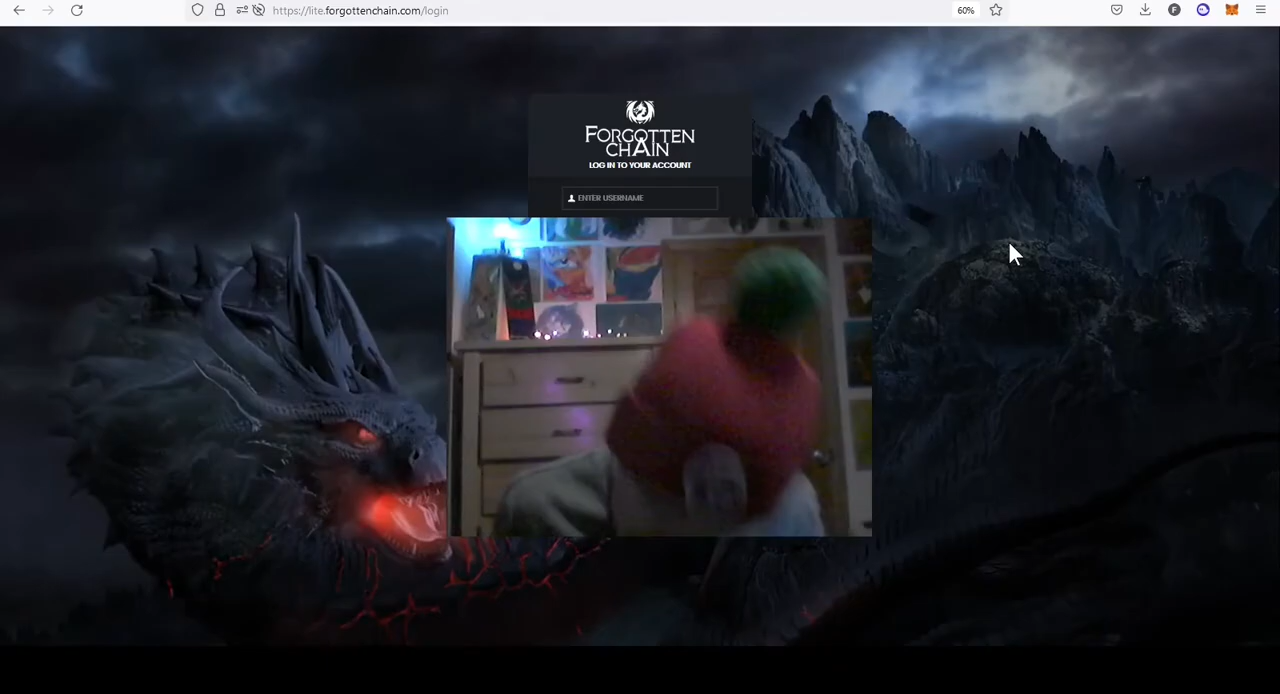 https://lite.forgottenchain.com/login
60%
FORGOTTEN
CHAIN
LOG IN TO YOUR ACCOUNT
ENTER USERNAME